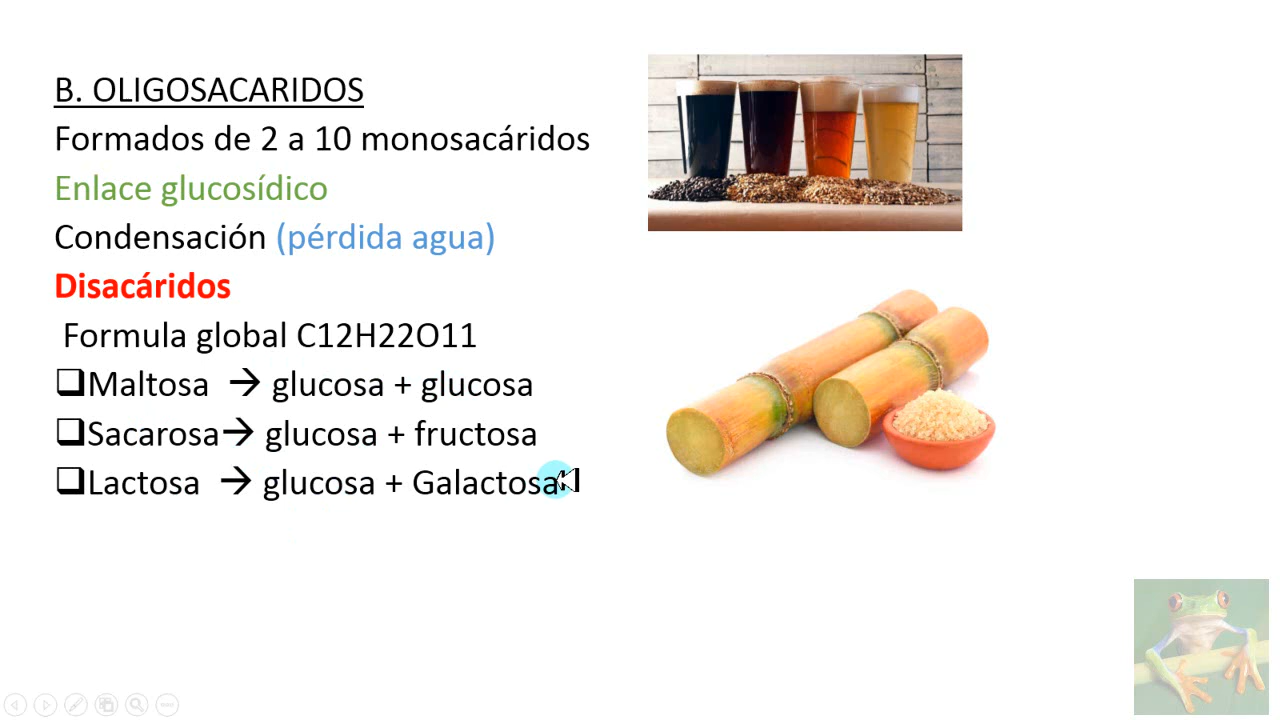 B. OLIGOSACARIDOS
Formados de 2 a 10 monosacáridos
Enlace glucosídico
Condensación (pérdida agua)
Disacáridos
Formula global C12H22O11
❑Maltosa → glucosa + glucosa
❑Sacarosa→ glucosa + fructosa
❑Lactosa → glucosa + Galactosa